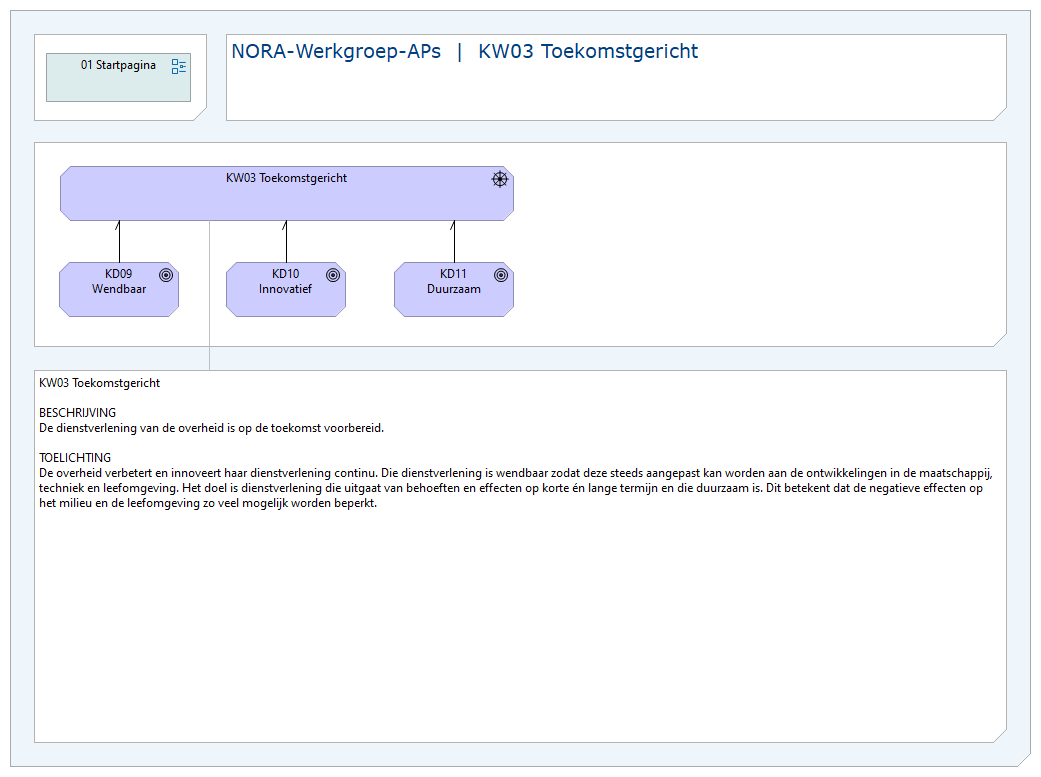 01 Startpagina
NORA-Werkgroep-APs | KW03 Toekomstgericht
KW03 Toekomstgericht
KD09
Wendbaar
KD10
Innovatief
KD11
Duurzaam
KW03 Toekomstgericht
BESCHRIJVING
De dienstverlening van de overheid is op de toekomst voorbereid.
TOELICHTING
De overheid verbetert en innoveert haar dienstverlening continu. Die dienstverlening is wendbaar zodat deze steeds aangepast kan worden aan de ontwikkelingen in de maatschappij,
techniek en leefomgeving. Het doel is dienstverlening die uitgaat van behoeften en effecten op korte én lange termijn en die duurzaam is. Dit betekent dat de negatieve effecten op
het milieu en de leefomgeving zo veel mogelijk worden beperkt.